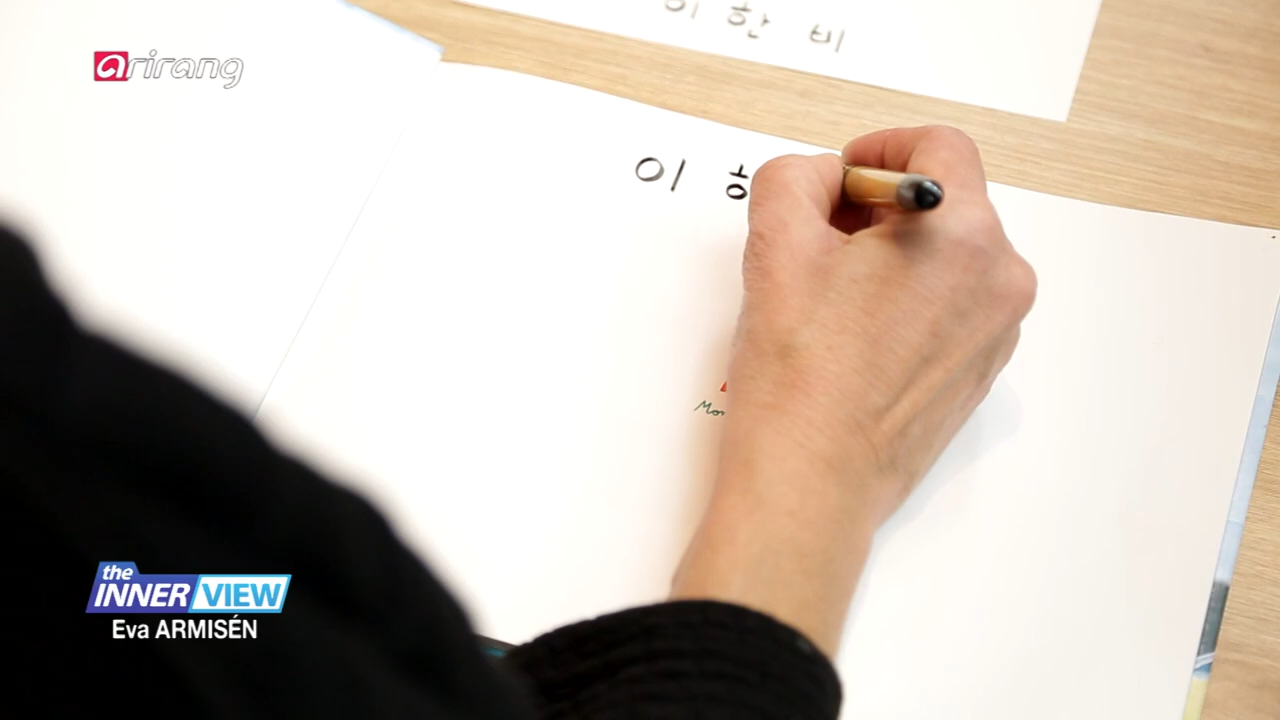 arirang
이 한 비
이
the
INNER VIEW
Eva ARMISÉN